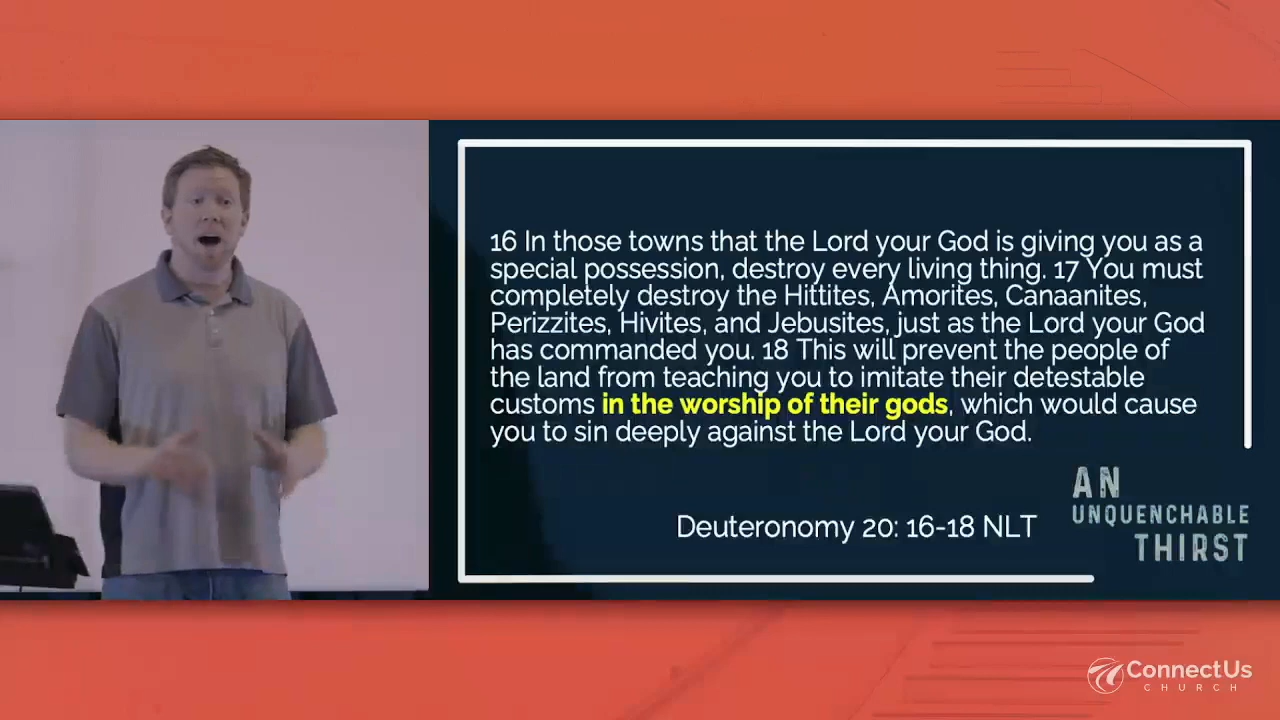 16 In those towns that the Lord your God is giving you as a
special possession, destroy every living thing. 17 You must
completely destroy the Hittites, Amorites, Canaanites,
Perizzites, Hivites, and Jebusites, just as the Lord your God
has commanded you. 18 This will prevent the people of
the land from teaching you to imitate their detestable
customs in the worship of their gods, which would cause
you to sin deeply against the Lord your God.
Deuteronomy 20: 16-18 NLT
AN
UNQUENCHABLE
THIRST
ConnectUs
CHURCH